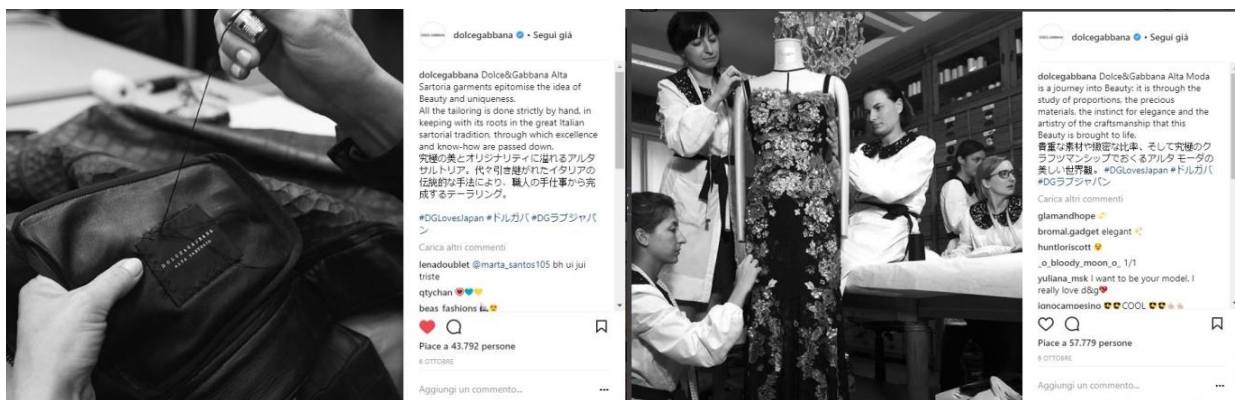 DOLCE&GABBANA
ALTA SARTORIA
dolcegabbana • Segui già
dolcegabbana Dolce&Gabbana Alta
Sartoria garments epitomise the idea of
Beauty and uniqueness.
All the tailoring is done strictly by hand, in
keeping with its roots in the great Italian
sartorial tradition, through which excellence
and know-how are passed down.
究極の美とオリジナリティに溢れるアルタ
サルトリア。代々引き継がれたイタリアの
伝統的な手法により、職人の手仕事から完
成するテーラリング。
#DGLovesJapan #ドルガバ #DGラブジャパ
ン
Carica altri commenti
lenadoublet @marta_santos105 bh ui jui
triste
qtychan
beas_fashions
Piace a 43.792 persone
6 OTTOBRE
Aggiungi un commento...
dolcegabbana • Segui già
dolcegabbana Dolce&Gabbana Alta Moda
is a journey into Beauty: it is through the
study of proportions, the precious
materials, the instinct for elegance and the
artistry of the craftsmanship that this
Beauty is brought to life.
貴重な素材や緻密な比率、そして究極のク
ラフツマンシップでおくるアルタ モーダの
美しい世界観。#DGLovesJapan #ドルガバ
#DGラブジャパン
Carica altri commenti
glamandhope
bromal.gadget elegant
huntloriscott
_o_bloody_moon_o_ 1/1
yuliana_msk I want to be your model. I
really love d&g
ignocampesino COOL
Piace a 57.779 persone
6 OTTOBRE
Aggiungi un commento...